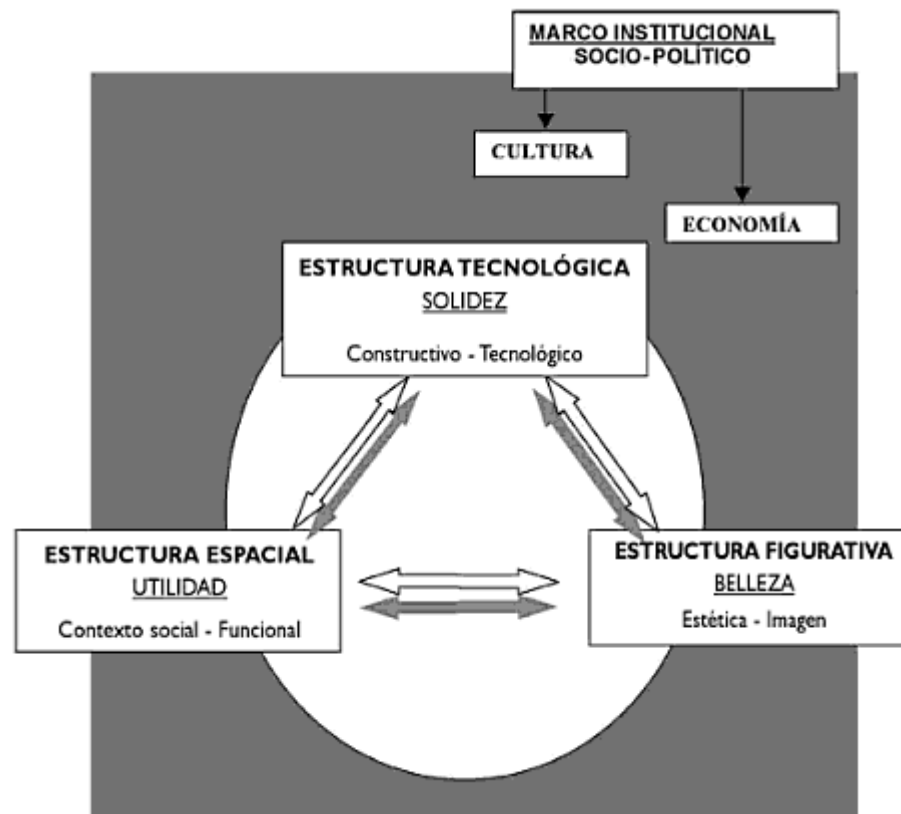 MARCO INSTITUCIONAL
SOCIO-POLÍTICO
CULTURA
ECONOMÍA
ESTRUCTURA TECNOLÓGICA
SOLIDEZ
Constructivo - Tecnológico
ESTRUCTURA ESPACIAL
UTILIDAD
Contexto social - Funcional
ESTRUCTURA FIGURATIVA
BELLEZA
Estética - Imagen